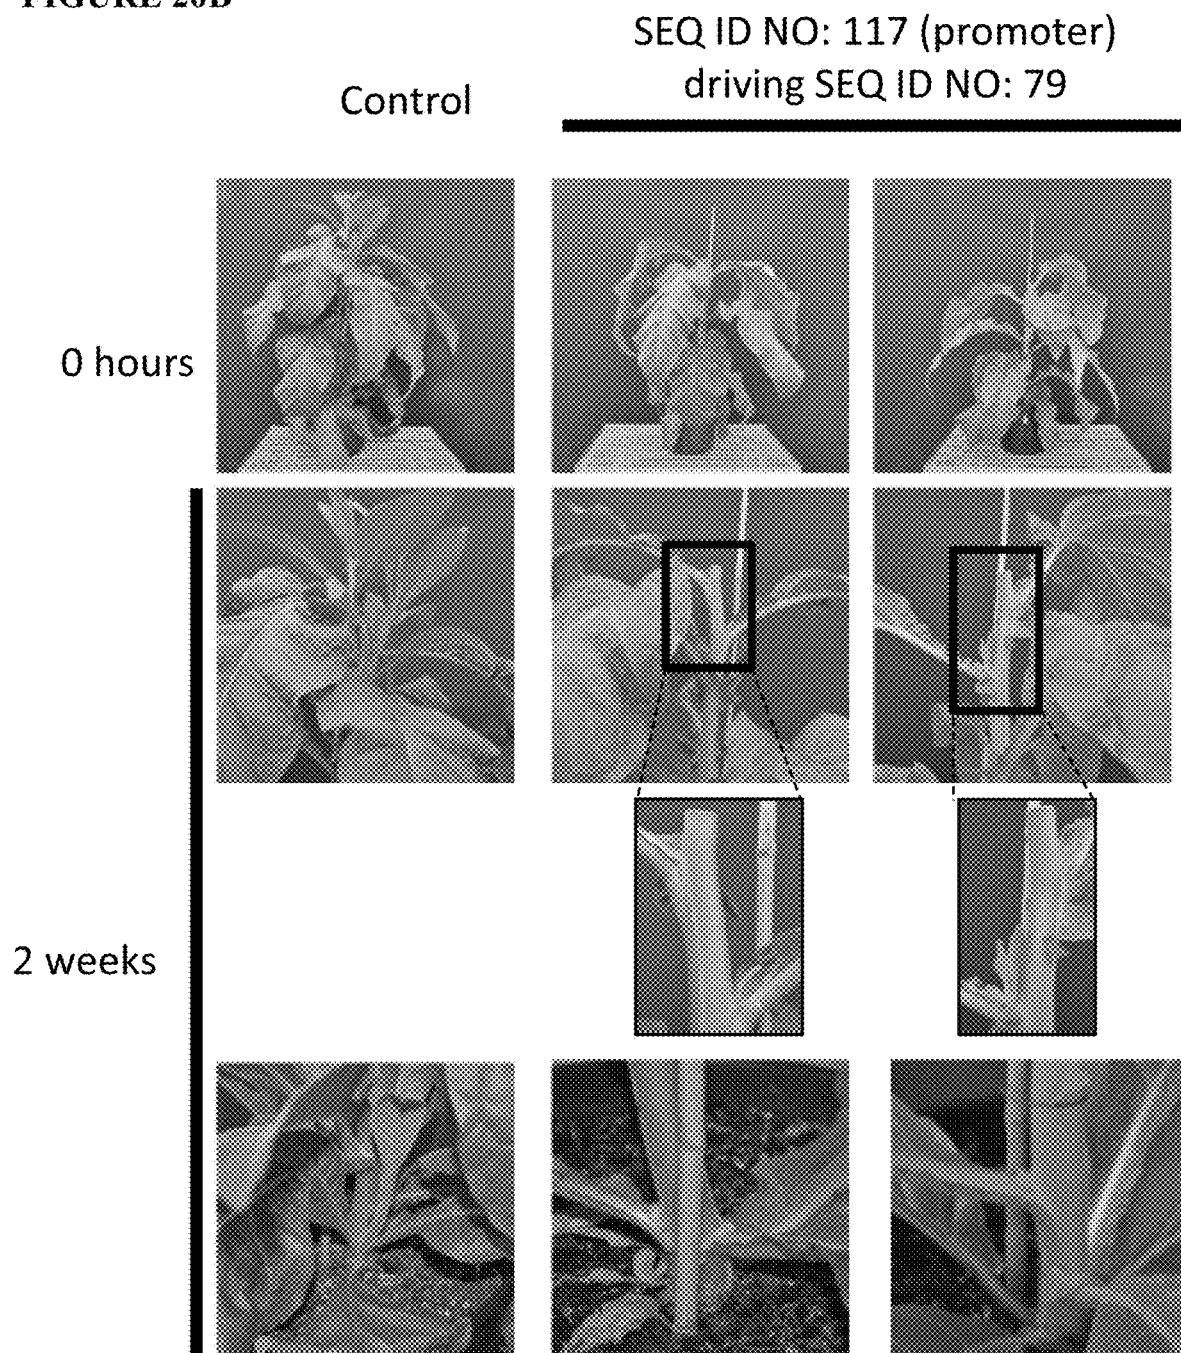 FIGURE 20B
SEQ ID NO: 117 (promoter)
driving SEQ ID NO: 79
Control
0 hours
2 weeks